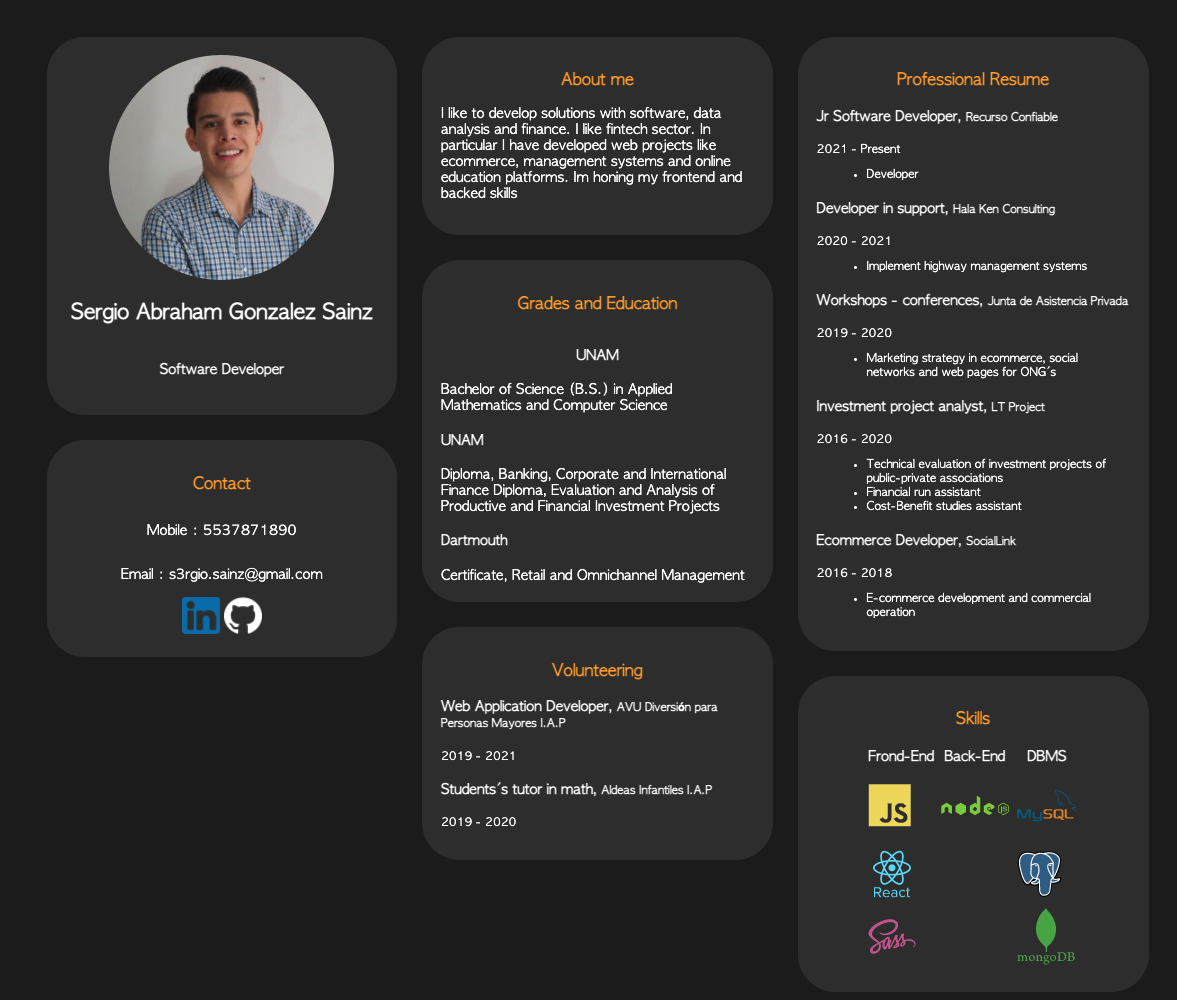 Sergio Abraham Gonzalez Sainz
Software Developer
Contact
Mobile : 5537871890
Email : s3rgio.sainz@gmail.com
in
About me
I like to develop solutions with software, data
analysis and finance. I like fintech sector. In
particular I have developed web projects like
ecommerce, management systems and online
education platforms. Im honing my frontend and
backed skills
Grades and Education
UNAM
Bachelor of Science (B.S.) in Applied
Mathematics and Computer Science
UNAM
Diploma, Banking, Corporate and International
Finance Diploma, Evaluation and Analysis of
Productive and Financial Investment Projects
Dartmouth
Certificate, Retail and Omnichannel Management
Volunteering
Web Application Developer, AVU Diversión para
Personas Mayores I.A.P
2019 - 2021
Students´s tutor in math, Aldeas Infantiles I.A.P
2019 - 2020
Professional Resume
Jr Software Developer, Recurso Confiable
2021 - Present
• Developer
Developer in support, Hala Ken Consulting
2020 - 2021
• Implement highway management systems
Workshops - conferences, Junta de Asistencia Privada
2019 - 2020
• Marketing strategy in ecommerce, social
networks and web pages for ONG´s
Investment project analyst, LT Project
2016 - 2020
• Technical evaluation of investment projects of
public-private associations
• Financial run assistant
• Cost-Benefit studies assistant
Ecommerce Developer, SocialLink
2016 - 2018
• E-commerce development and commercial
operation
Skills
Frond-End Back-End DBMS
JS node JS MySQL
React
Sass mongoDB